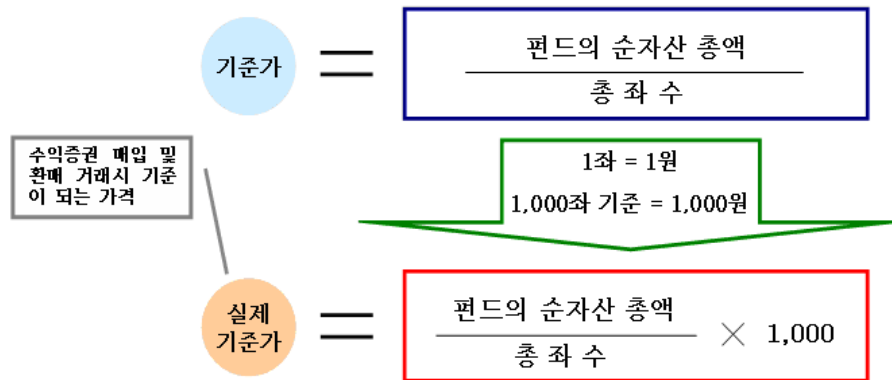 기준가 = 펀드의 순자산 총액
총 좌 수
수익증권 매입 및
환매 거래시 기준
이 되는 가격
1좌 = 1원
1,000좌 기준 = 1,000원
실제
기준가
=
펀드의 순자산 총액
총 좌 수
× 1,000